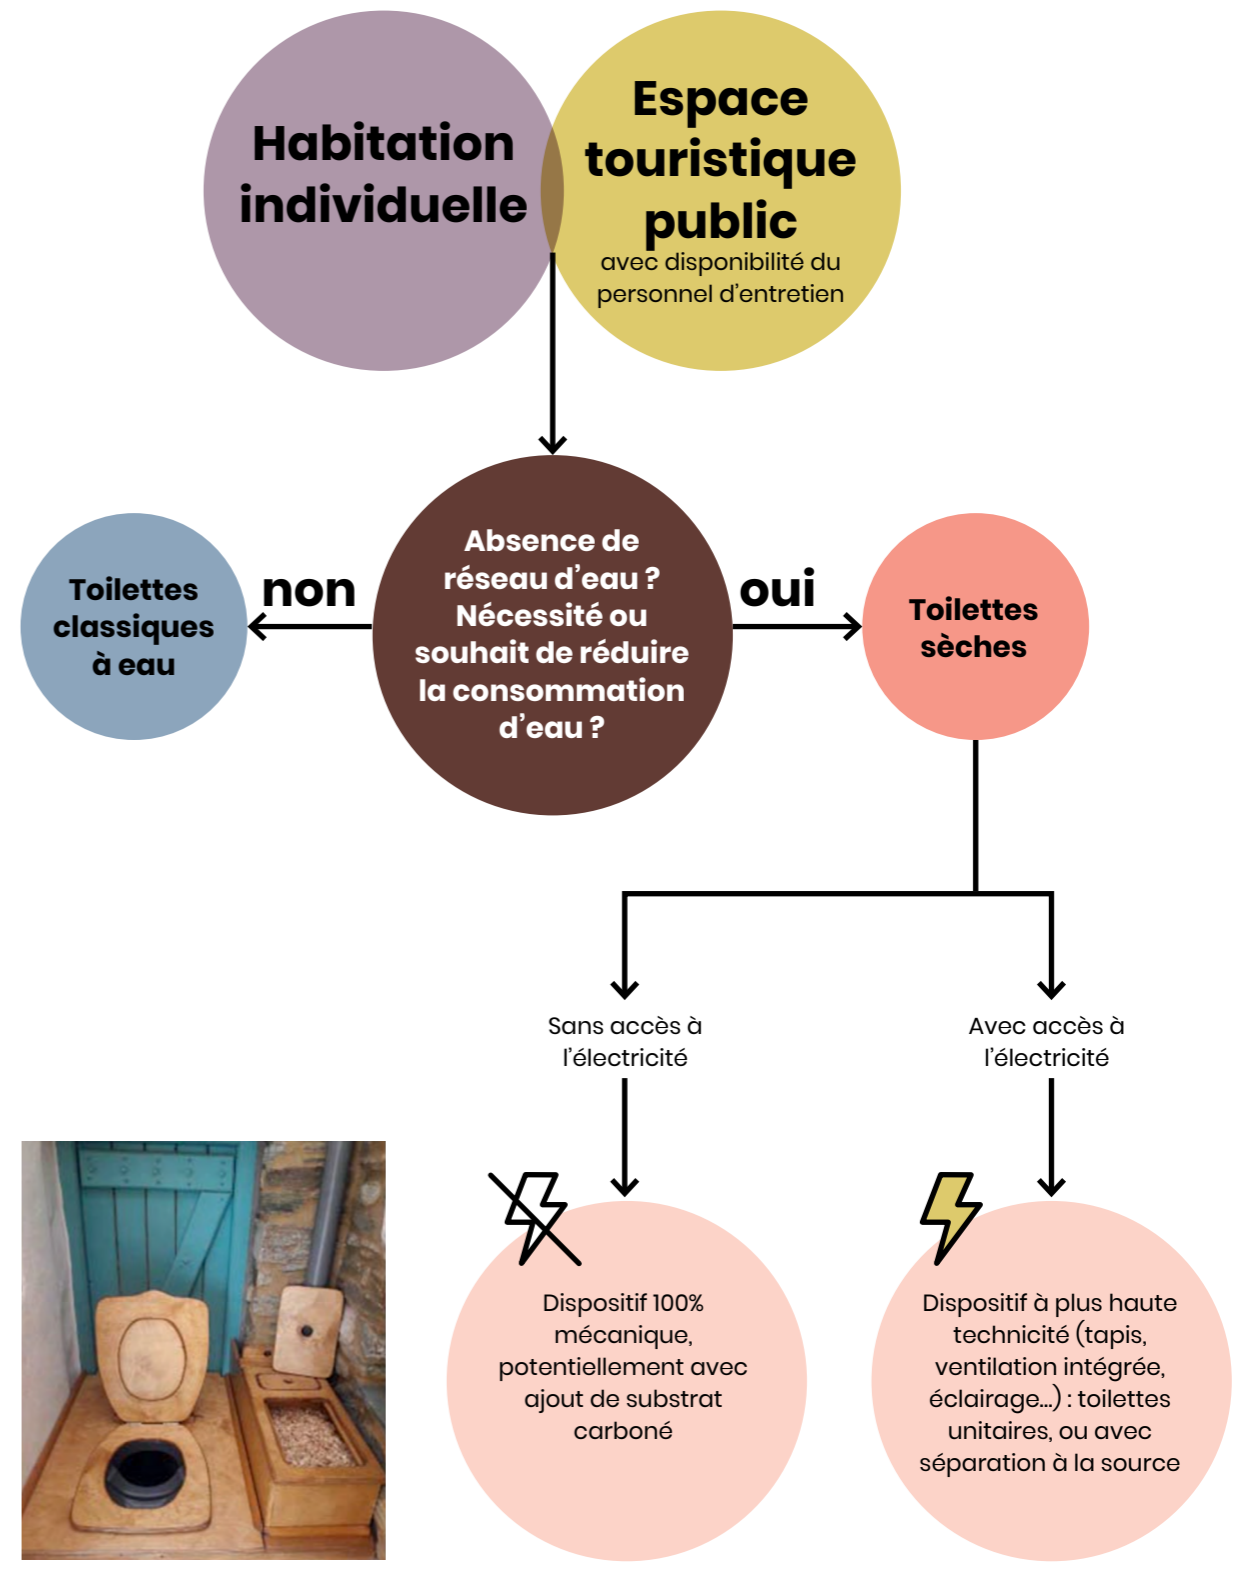 Habitation
individuelle
Espace
touristique
public
avec disponibilité du
personnel d'entretien
Absence de
réseau d'eau ?
Nécessité ou
souhait de réduire
la consommation
d'eau ?
non
Toilettes
classiques
à eau
oui
Toilettes
sèches
Sans accès à
l'électricité
Avec accès à
l'électricité
Dispositif 100%
mécanique,
potentiellement avec
ajout de substrat
carboné
Dispositif à plus haute
technicité (tapis,
ventilation intégrée,
éclairage...) : toilettes
unitaires, ou avec
séparation à la source